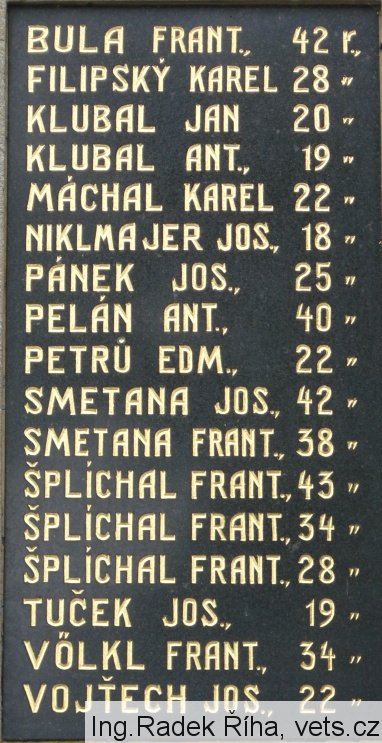 BULA FRANT., 42 r.,
FILIPSKÝ KAREL 28 „
KLUBAL JAN 20 „
KLUBAL ANT., 19 „
MÁCHAL KAREL 22 „
NIKLMAJER JOS., 18 „
PÁNEK JOS., 25 „
PELÁN ANT., 40 „
PETRŮ EDM., 22 „
SMETANA JOS., 42 „
SMETANA FRANT., 38 „
ŠPLÍCHAL FRANT., 43 „
ŠPLÍCHAL FRANT., 34 „
ŠPLÍCHAL FRANT., 28 „
TUČEK JOS., 19 „
VŐLKL FRANT., 34 „
VOJŤECH JOS., 22 „
Ing.Radek Říha, vets.cz